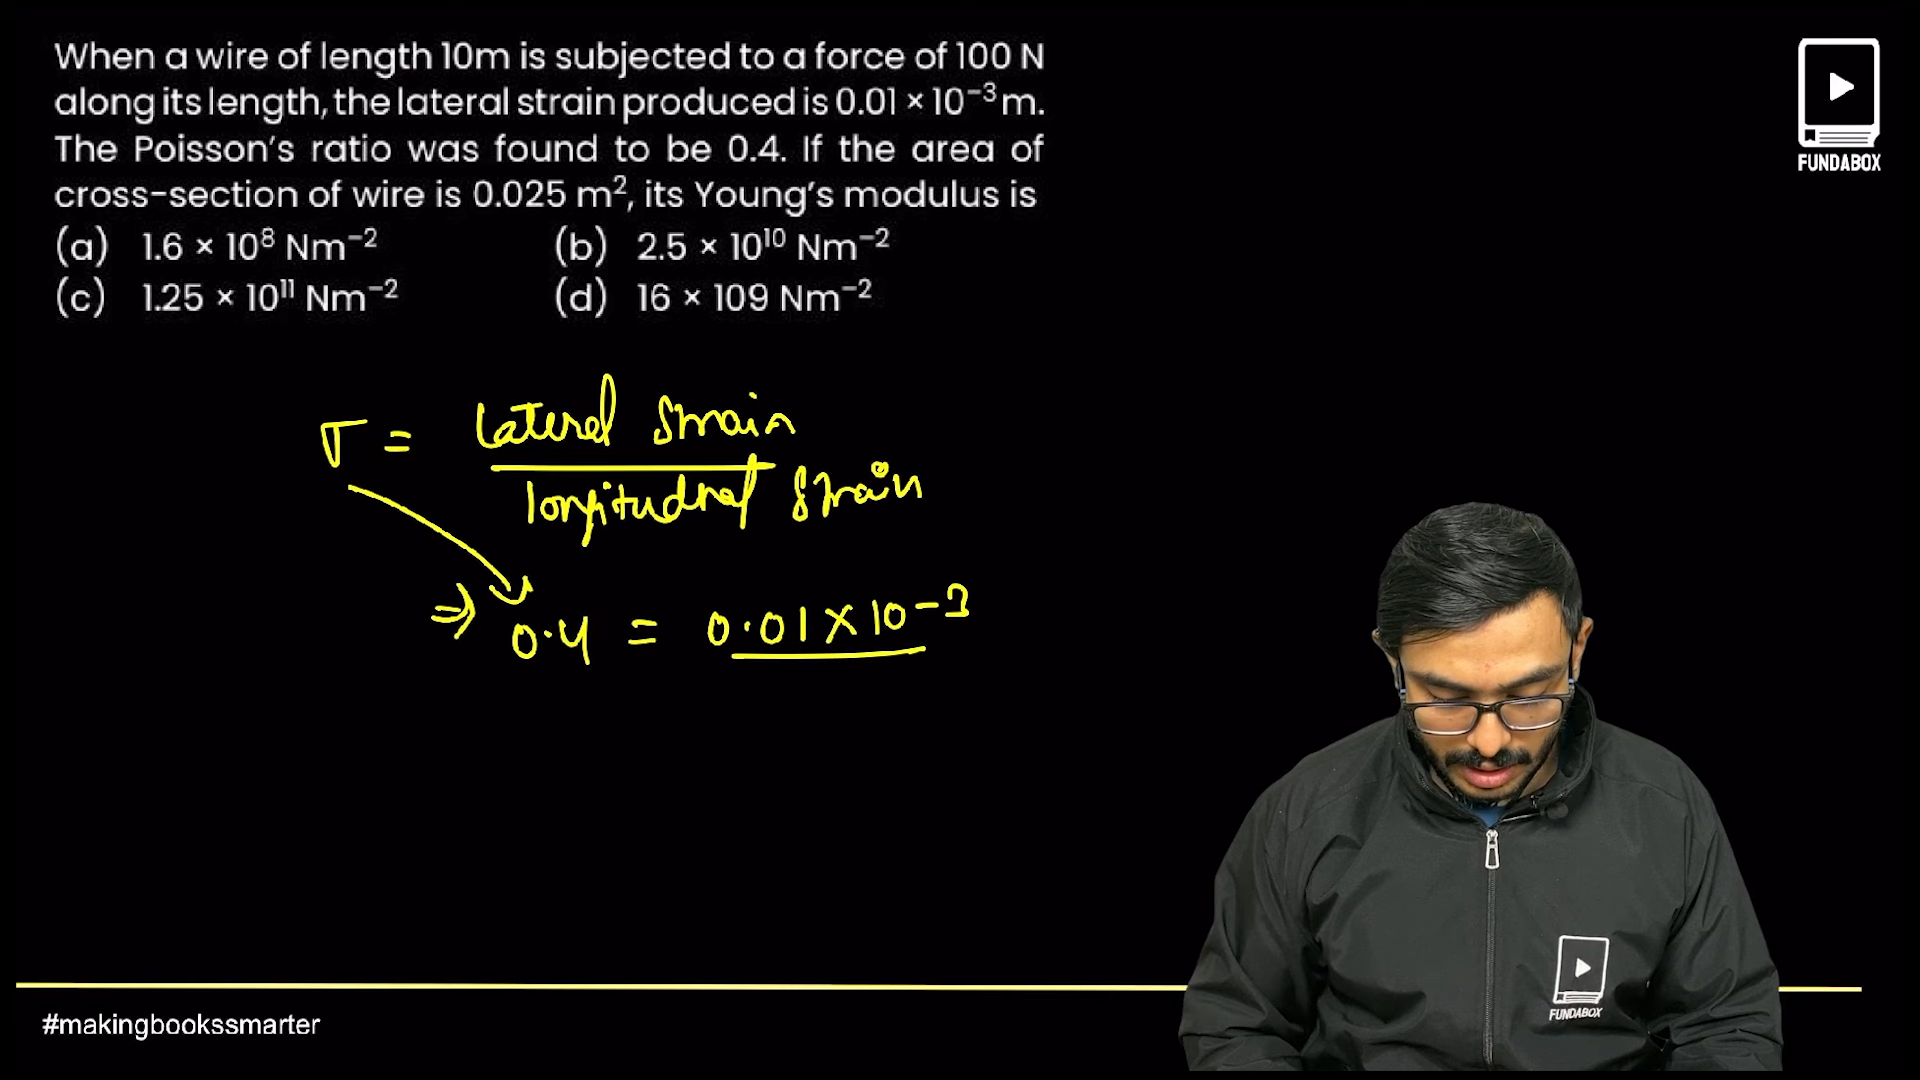 When a wire of length 10m is subjected to a force of 100 N
along its length, the lateral strain produced is 0.01 × 10⁻³ m.
The Poisson's ratio was found to be 0.4. If the area of
cross-section of wire is 0.025 m², its Young's modulus is
(a) 1.6 × 10⁸ Nm⁻² (b) 2.5 × 10¹⁰ Nm⁻²
(c) 1.25 × 10¹¹ Nm⁻² (d) 16 × 109 Nm⁻²
FUNDABOX
σ = lateral strain
longitudnal strain
⇒ 0.4 = 0.01 × 10⁻³
FUNDABOX
#makingbookssmarter